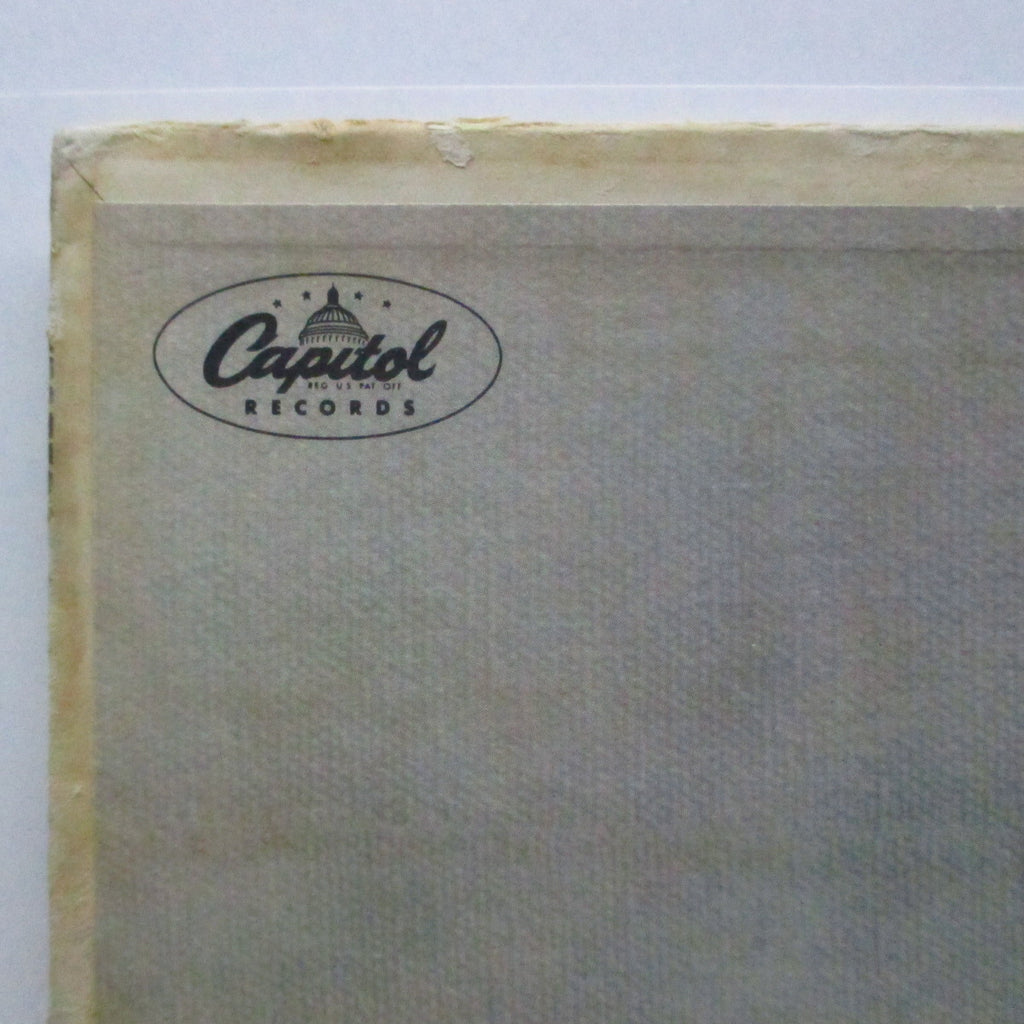 Capitol
REG U S PAT OFF
RECORDS